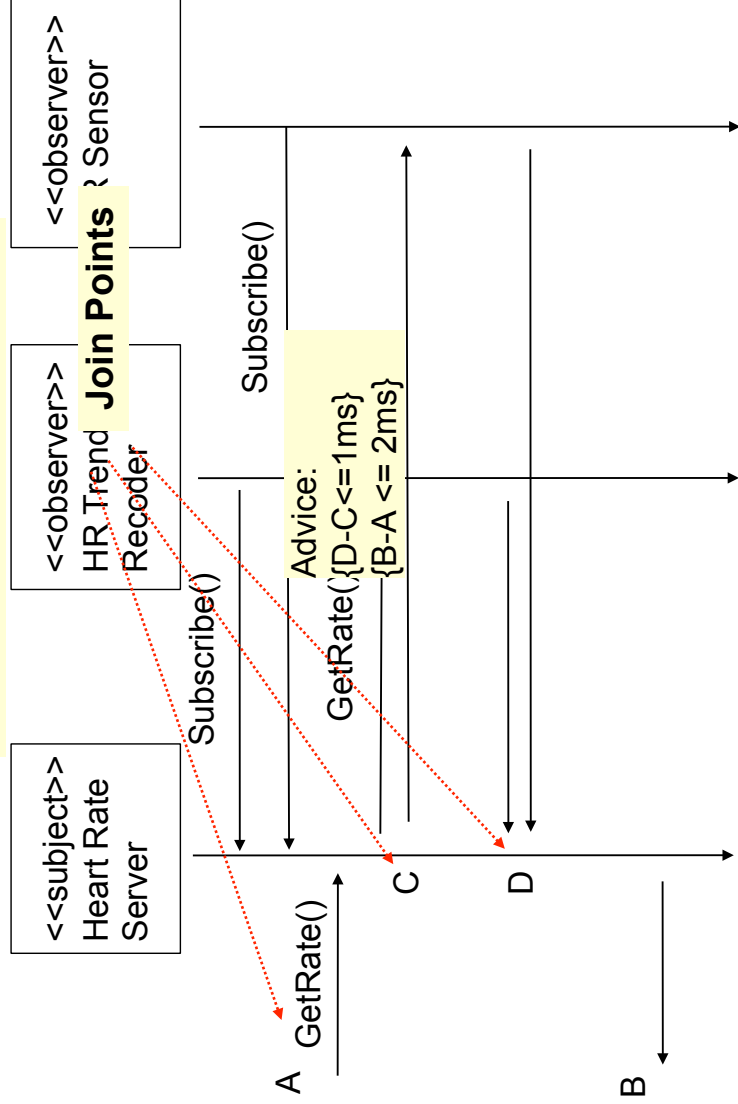 <<subject>>
Heart Rate
Server
<<observer>>
HR Trend
Recoder
<<observer>>
R Sensor
Join Points
Subscribe()
Subscribe()
A
GetRate()
GetRate()
Advice:
{D-C<=1ms}
{B-A <= 2ms}
C
D
B